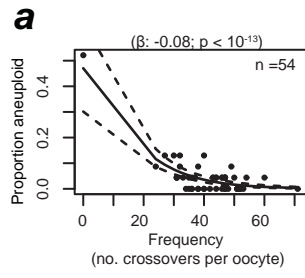 a
(β: -0.08; p < 10-13)
n =54
Proportion aneuploid
0.4
0.2
0.0
0 20 40 60
Frequency
(no. crossovers per oocyte)